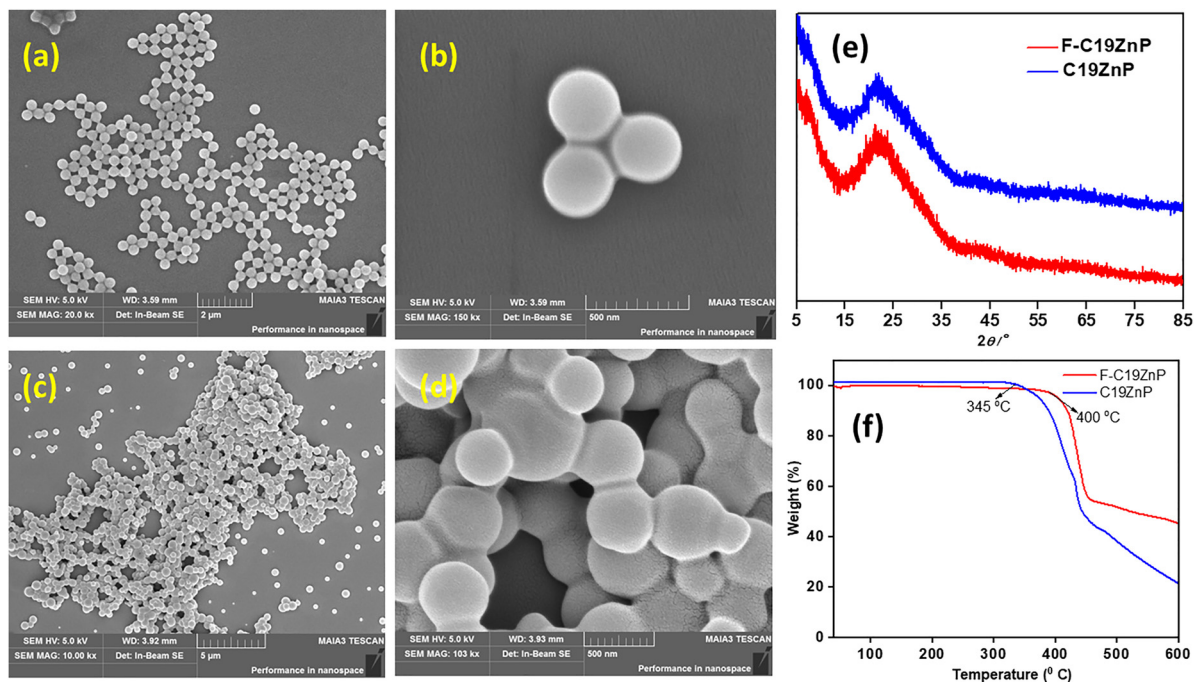 (a)
SEM HV: 5.0 kV WD: 3.59 mm MAIA3 TESCAN
SEM MAG: 20.0 kx Det: In-Beam SE 2 µm
Performance in nanospace
(b)
SEM HV: 5.0 kV WD: 3.59 mm MAIA3 TESCAN
SEM MAG: 150 kx Det: In-Beam SE 500 nm
Performance in nanospace
(e)
F-C19ZnP
C19ZnP
5 15 25 35 45 55 65 75 85
2θ/°
(c)
SEM HV: 5.0 kV WD: 3.92 mm MAIA3 TESCAN
SEM MAG: 10.00 kx Det: In-Beam SE 5 µm
Performance in nanospace
(d)
SEM HV: 5.0 kV WD: 3.93 mm MAIA3 TESCAN
SEM MAG: 103 kx Det: In-Beam SE 500 nm
Performance in nanospace
(f)
F-C19ZnP
C19ZnP
345 ⁰C
400 ⁰C
Weight (%)
100
80
60
40
20
0
100 200 300 400 500 600
Temperature (⁰ C)